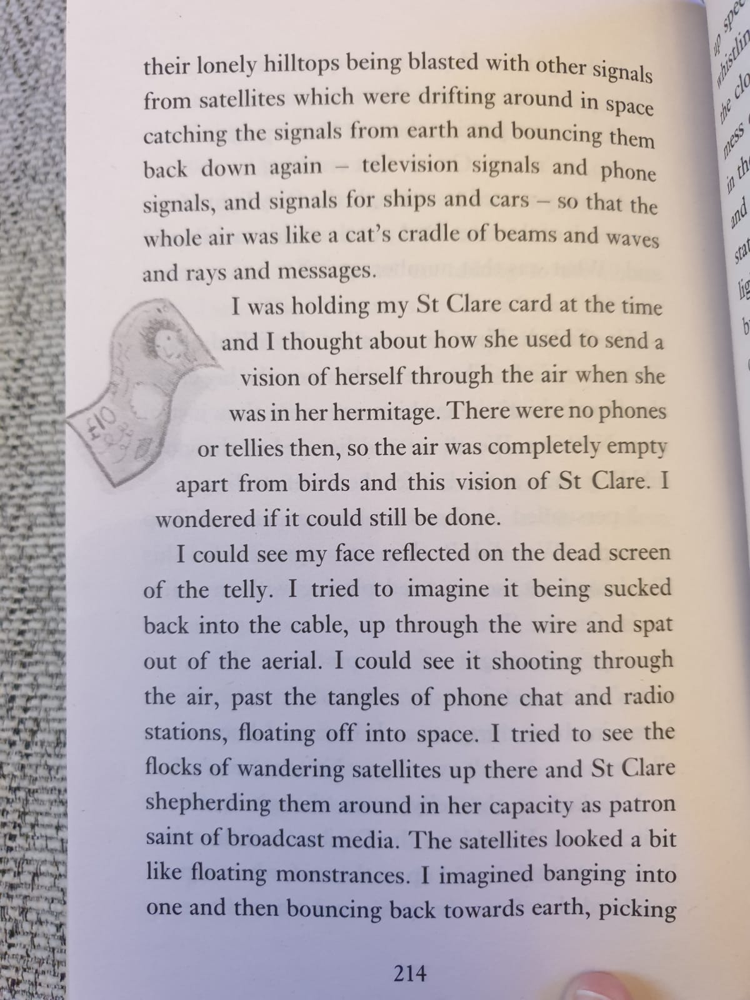 their lonely hilltops being blasted with other signals
from satellites which were drifting around in space
catching the signals from earth and bouncing them
back down again – television signals and phone
signals, and signals for ships and cars – so that the
whole air was like a cat's cradle of beams and waves
and rays and messages.
I was holding my St Clare card at the time
and I thought about how she used to send a
vision of herself through the air when she
was in her hermitage. There were no phones
or tellies then, so the air was completely empty
apart from birds and this vision of St Clare. I
wondered if it could still be done.
£10
I could see my face reflected on the dead screen
of the telly. I tried to imagine it being sucked
back into the cable, up through the wire and spat
out of the aerial. I could see it shooting through
the air, past the tangles of phone chat and radio
stations, floating off into space. I tried to see the
flocks of wandering satellites up there and St Clare
shepherding them around in her capacity as patron
saint of broadcast media. The satellites looked a bit
like floating monstrances. I imagined banging into
one and then bouncing back towards earth, picking
214
up
the
mess
in
and